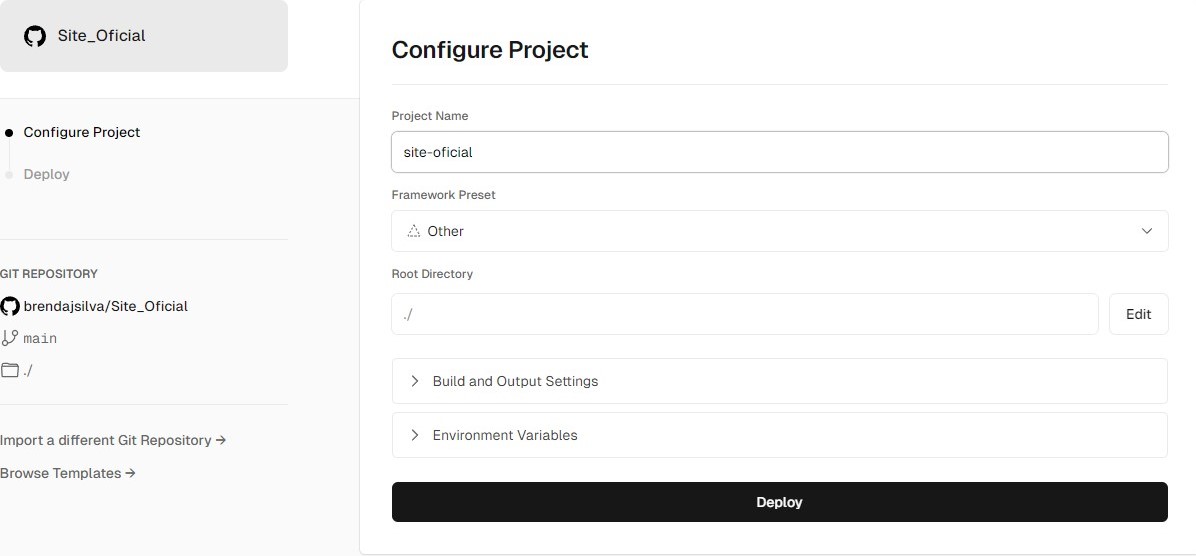 Site_Oficial
Configure Project
Deploy
GIT REPOSITORY
brendajsilva/Site_Oficial
main
./
Import a different Git Repository →
Browse Templates →
Configure Project
Project Name
site-oficial
Framework Preset
Other
Root Directory
./
Edit
Build and Output Settings
Environment Variables
Deploy